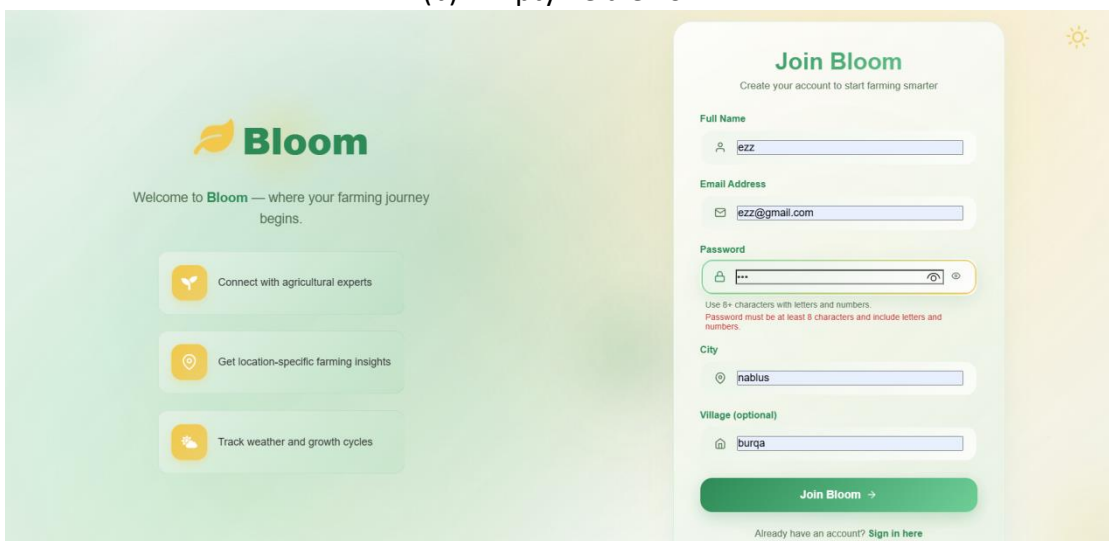 Bloom
Welcome to Bloom — where your farming journey
begins.
Connect with agricultural experts
Get location-specific farming insights
Track weather and growth cycles
Join Bloom
Create your account to start farming smarter
Full Name
ezz
Email Address
ezz@gmail.com
Password
•••
Use 8+ characters with letters and numbers.
Password must be at least 8 characters and include letters and
numbers.
City
nablus
Village (optional)
burqa
Join Bloom →
Already have an account? Sign in here